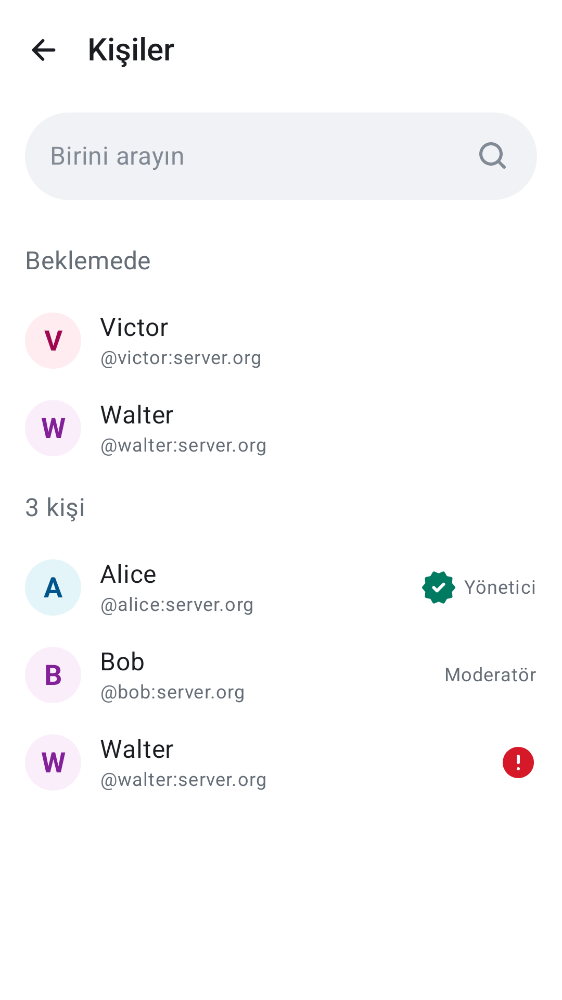 Kişiler
Birini arayın
Beklemede
V
Victor
@victor:server.org
W
Walter
@walter:server.org
3 kişi
A
Alice
@alice:server.org
Yönetici
B
Bob
@bob:server.org
Moderatör
W
Walter
@walter:server.org